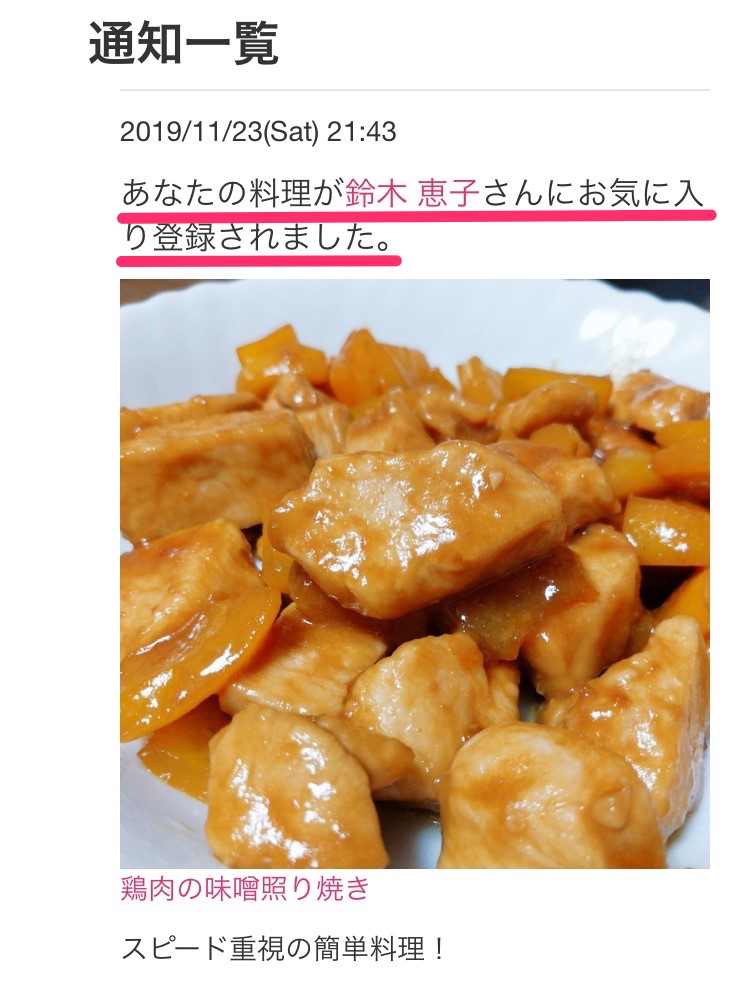 通知一覧
2019/11/23(Sat) 21:43
あなたの料理が鈴木 恵子さんにお気に入
り登録されました。
鶏肉の味噌照り焼き
スピード重視の簡単料理！